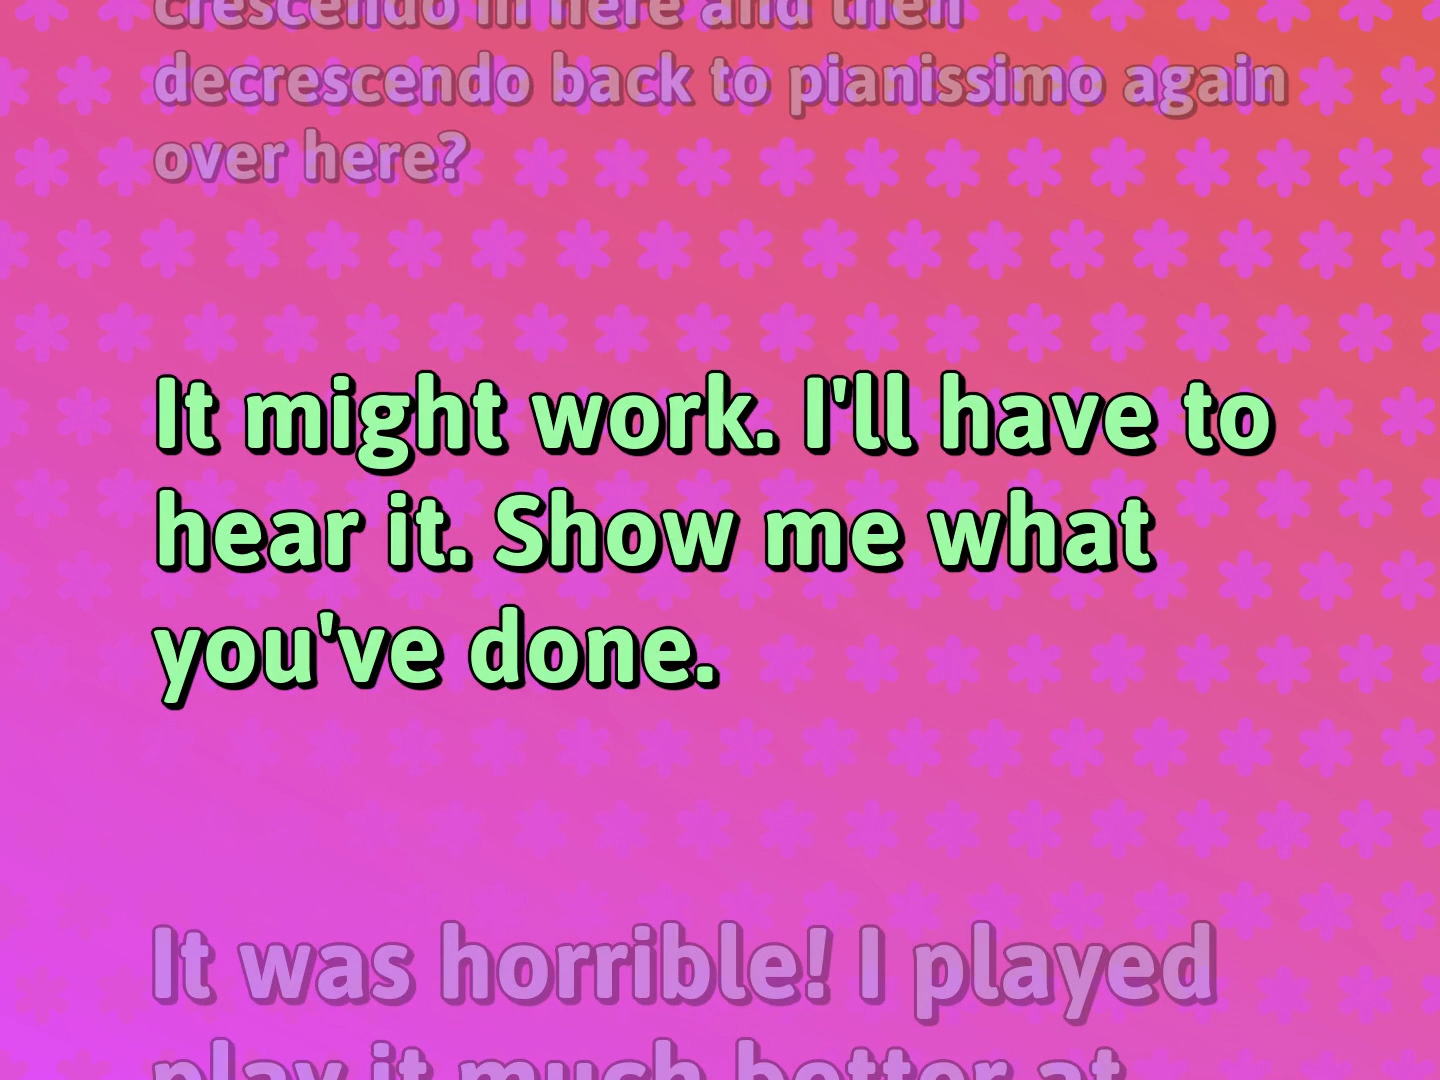 crescendo in here and then
decrescendo back to pianissimo again
over here?
It might work. I'll have to
hear it. Show me what
you've done.
It was horrible! I played
play it much better at